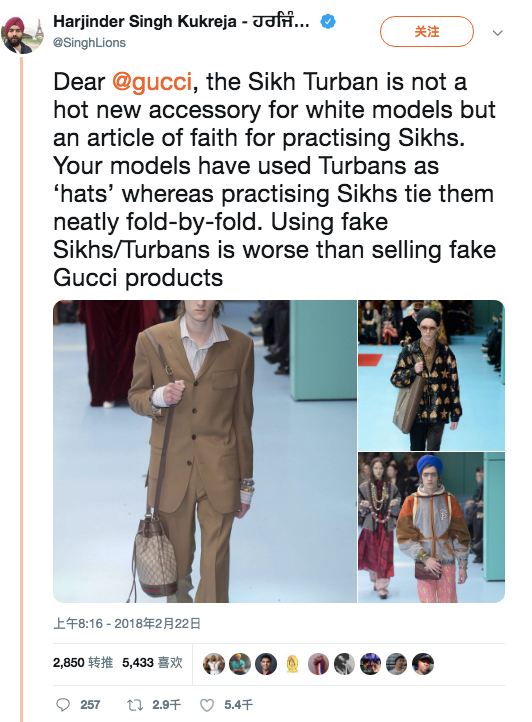 Harjinder Singh Kukreja - ਹਰਜਿੰ...
@SinghLions
关注
Dear @gucci, the Sikh Turban is not a
hot new accessory for white models but
an article of faith for practising Sikhs.
Your models have used Turbans as
‘hats’ whereas practising Sikhs tie them
neatly fold-by-fold. Using fake
Sikhs/Turbans is worse than selling fake
Gucci products
上午8:16 - 2018年2月22日
2,850 转推 5,433 喜欢
257 2.9千 5.4千